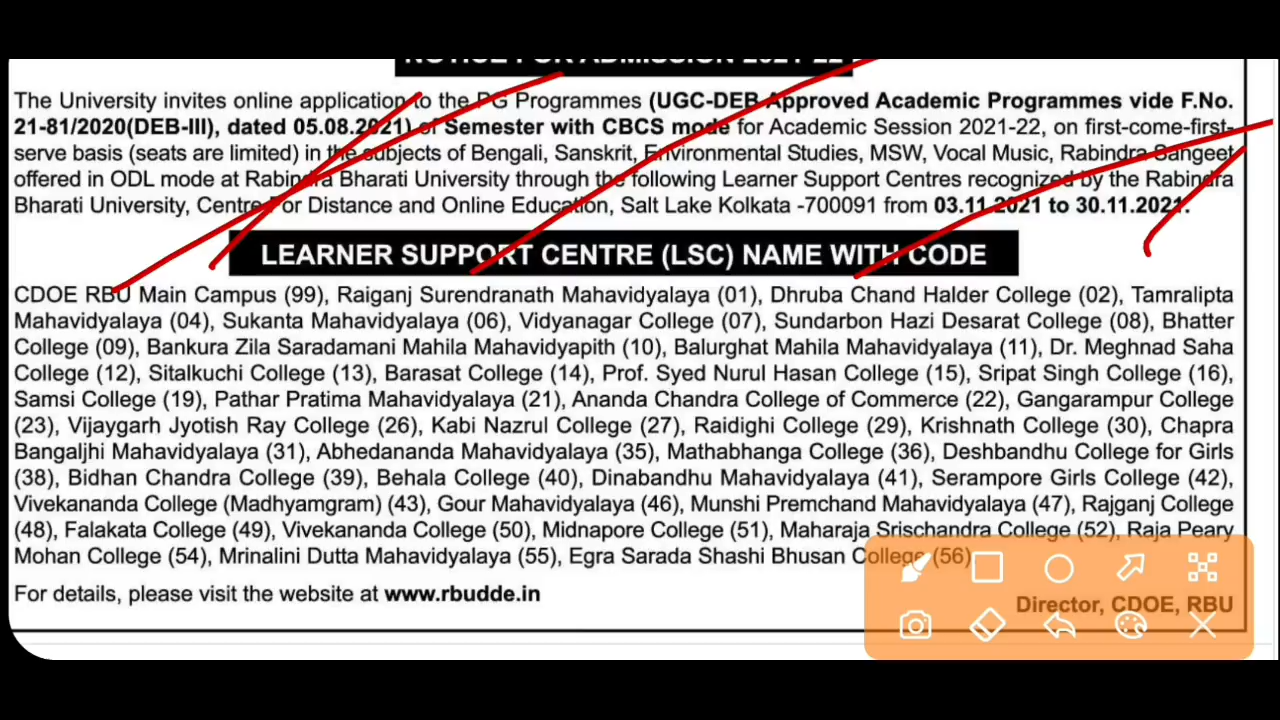 NOTICE FOR ADMISSION 2021-22
The University invites online application to the PG Programmes (UGC-DEB Approved Academic Programmes vide F.No.
21-81/2020(DEB-III), dated 05.08.2021) of Semester with CBCS mode for Academic Session 2021-22, on first-come-first-
serve basis (seats are limited) in the subjects of Bengali, Sanskrit, Environmental Studies, MSW, Vocal Music, Rabindra Sangeet
offered in ODL mode at Rabindra Bharati University through the following Learner Support Centres recognized by the Rabindra
Bharati University, Centre For Distance and Online Education, Salt Lake Kolkata -700091 from 03.11.2021 to 30.11.2021.
LEARNER SUPPORT CENTRE (LSC) NAME WITH CODE
CDOE RBU Main Campus (99), Raiganj Surendranath Mahavidyalaya (01), Dhruba Chand Halder College (02), Tamralipta
Mahavidyalaya (04), Sukanta Mahavidyalaya (06), Vidyanagar College (07), Sundarbon Hazi Desarat College (08), Bhatter
College (09), Bankura Zila Saradamani Mahila Mahavidyapith (10), Balurghat Mahila Mahavidyalaya (11), Dr. Meghnad Saha
College (12), Sitalkuchi College (13), Barasat College (14), Prof. Syed Nurul Hasan College (15), Sripat Singh College (16),
Samsi College (19), Pathar Pratima Mahavidyalaya (21), Ananda Chandra College of Commerce (22), Gangarampur College
(23), Vijaygarh Jyotish Ray College (26), Kabi Nazrul College (27), Raidighi College (29), Krishnath College (30), Chapra
Bangaljhi Mahavidyalaya (31), Abhedananda Mahavidyalaya (35), Mathabhanga College (36), Deshbandhu College for Girls
(38), Bidhan Chandra College (39), Behala College (40), Dinabandhu Mahavidyalaya (41), Serampore Girls College (42),
Vivekananda College (Madhyamgram) (43), Gour Mahavidyalaya (46), Munshi Premchand Mahavidyalaya (47), Rajganj College
(48), Falakata College (49), Vivekananda College (50), Midnapore College (51), Maharaja Srischandra College (52), Raja Peary
Mohan College (54), Mrinalini Dutta Mahavidyalaya (55), Egra Sarada Shashi Bhusan College (56)
For details, please visit the website at www.rbudde.in
Director, CDOE, RBU